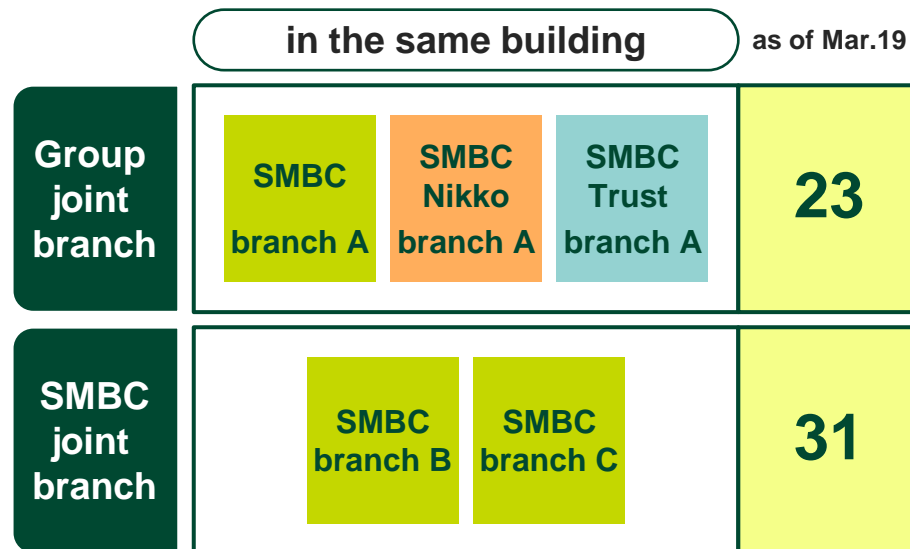 in the same building
as of Mar.19
Group
joint
branch
SMBC
branch A
SMBC
Nikko
branch A
SMBC
Trust
branch A
23
SMBC
joint
branch
SMBC
branch B
SMBC
branch C
31